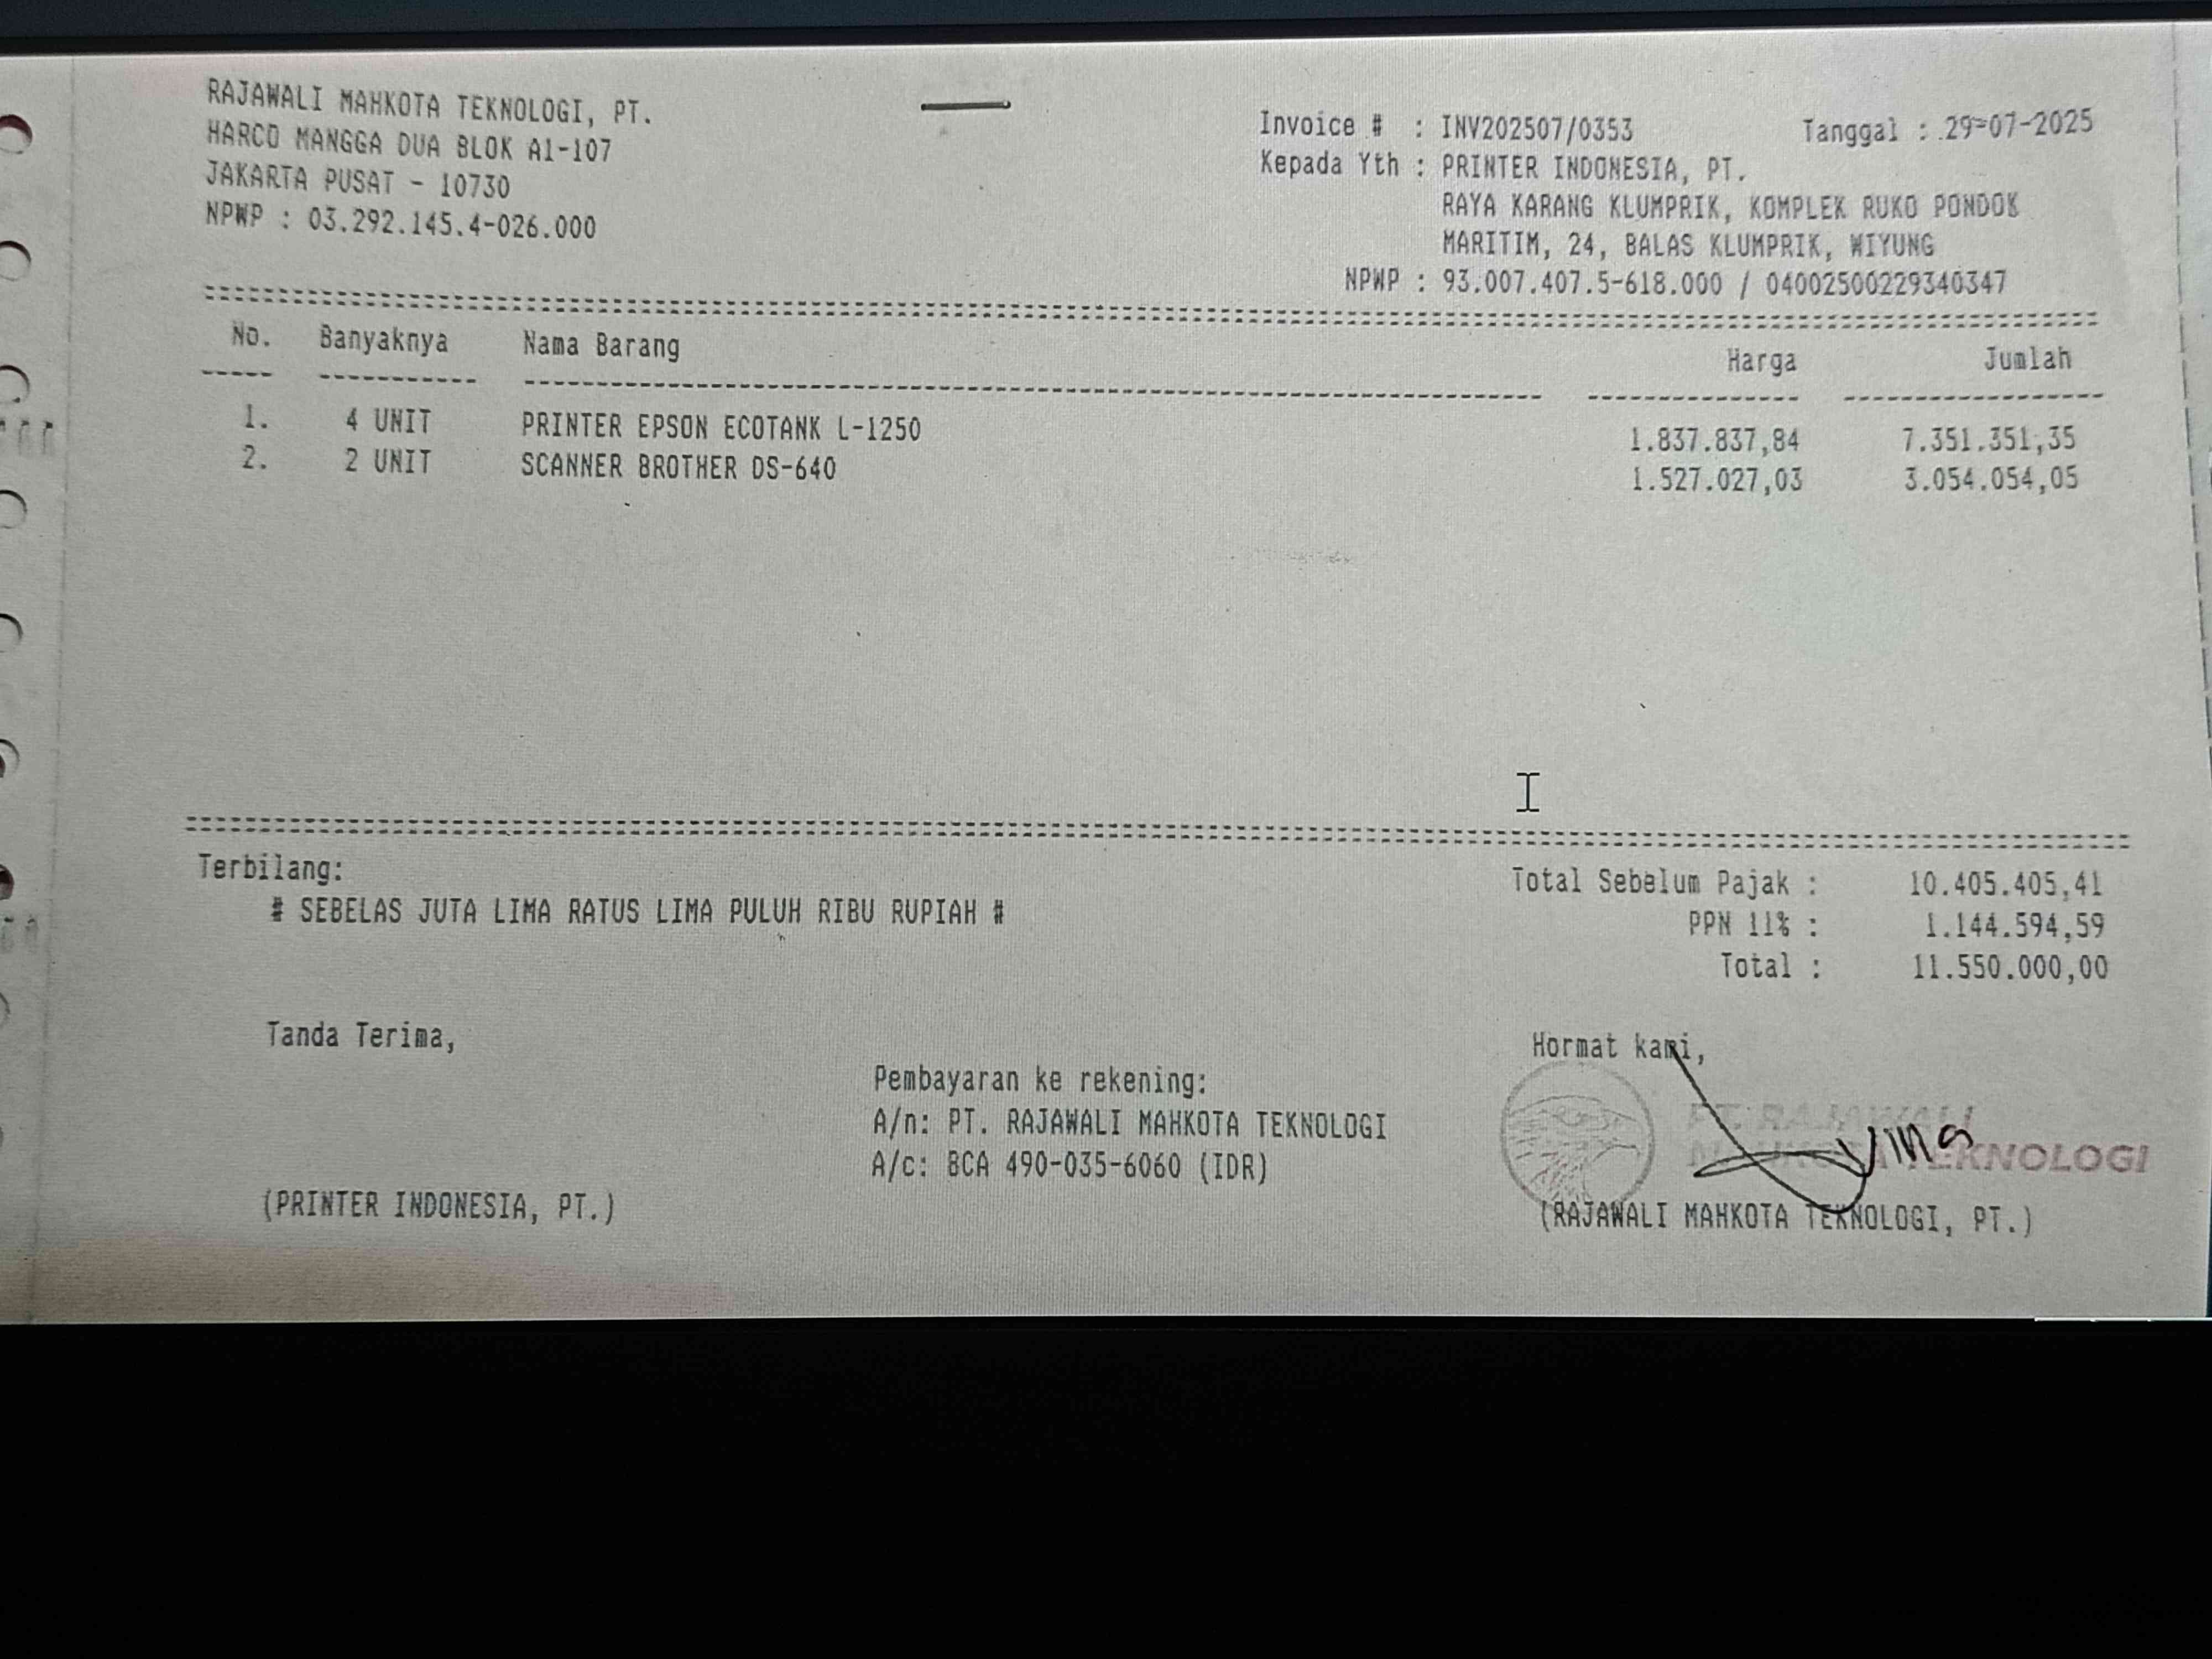 RAJAWALI MAHKOTA TEKNOLOGI, PT.
HARCO MANGGA DUA BLOK A1-107
JAKARTA PUSAT - 10730
NPWP : 03.292.145.4-026.000
Invoice # : INV202507/0353 Tanggal : 29-07-2025
Kepada Yth : PRINTER INDONESIA, PT.
RAYA KARANG KLUMPRIK, KOMPLEK RUKO PONDOK
MARITIM, 24, BALAS KLUMPRIK, WIYUNG
NPWP : 93.007.407.5-618.000 / 04002500229340347
No. Banyaknya Nama Barang Harga Jumlah
1. 4 UNIT PRINTER EPSON ECOTANK L-1250 1.837.837,84 7.351.351,35
2. 2 UNIT SCANNER BROTHER DS-640 1.527.027,03 3.054.054,05
Terbilang:
# SEBELAS JUTA LIMA RATUS LIMA PULUH RIBU RUPIAH #
Total Sebelum Pajak : 10.405.405,41
PPN 11% : 1.144.594,59
Total : 11.550.000,00
Tanda Terima,
(PRINTER INDONESIA, PT.)
Pembayaran ke rekening:
A/n: PT. RAJAWALI MAHKOTA TEKNOLOGI
A/c: BCA 490-035-6060 (IDR)
Hormat kami,
PT. RAJAWALI
MAHKOTA TEKNOLOGI
(RAJAWALI MAHKOTA TEKNOLOGI, PT.)